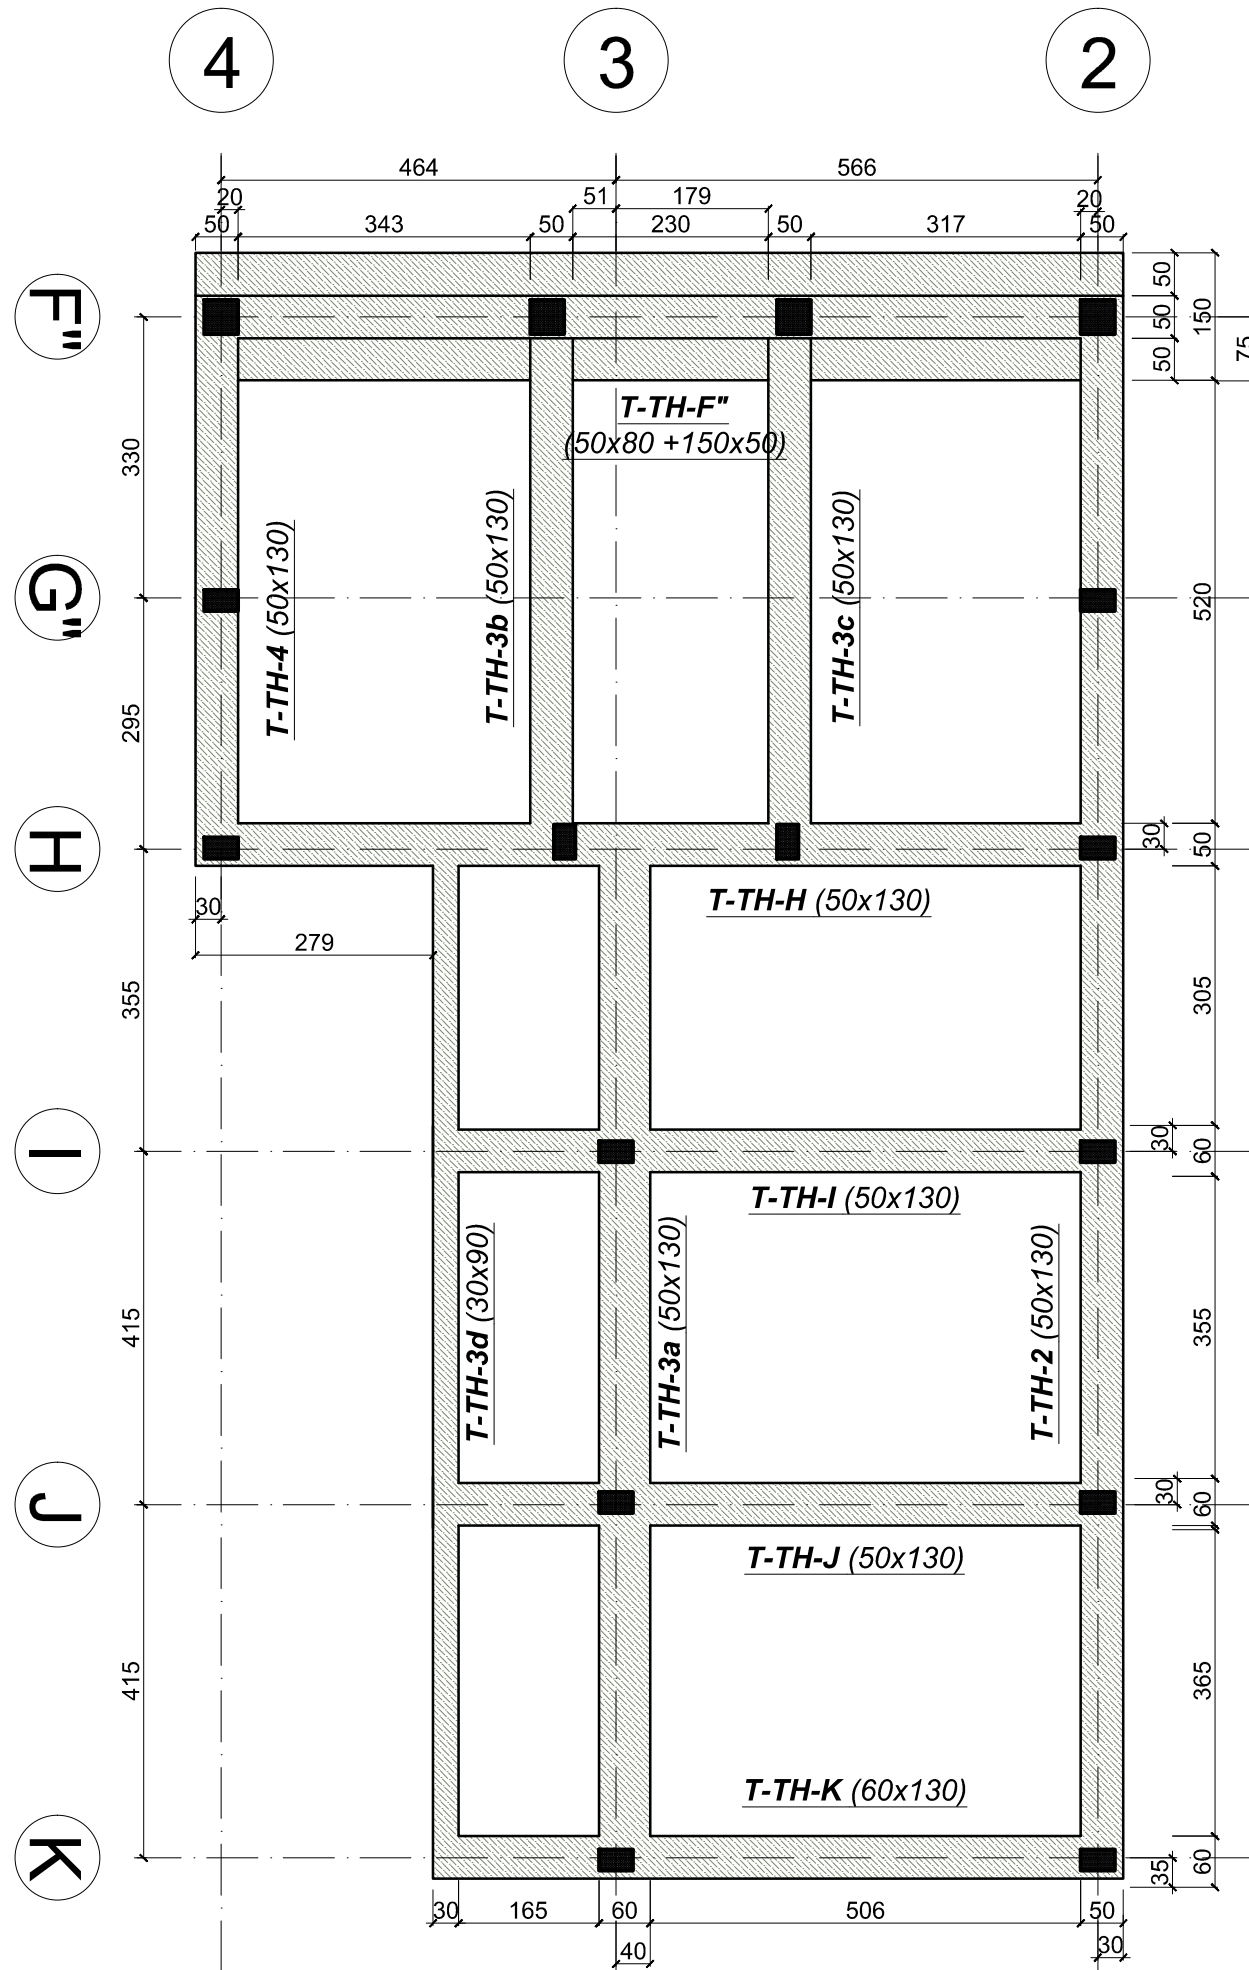 4
3
2
464
566
20
51
179
20
50
343
50
230
50
317
50
F"
50
150
50
75
50
T-TH-F"
(50x80 +150x50)
330
T-TH-4 (50x130)
T-TH-3b (50x130)
T-TH-3c (50x130)
G"
520
295
H
30
50
30
279
T-TH-H (50x130)
355
305
I
30
60
T-TH-I (50x130)
415
T-TH-3d (30x90)
T-TH-3a (50x130)
T-TH-2 (50x130)
355
J
30
60
T-TH-J (50x130)
415
365
T-TH-K (60x130)
K
35
60
30
165
60
506
50
40
30